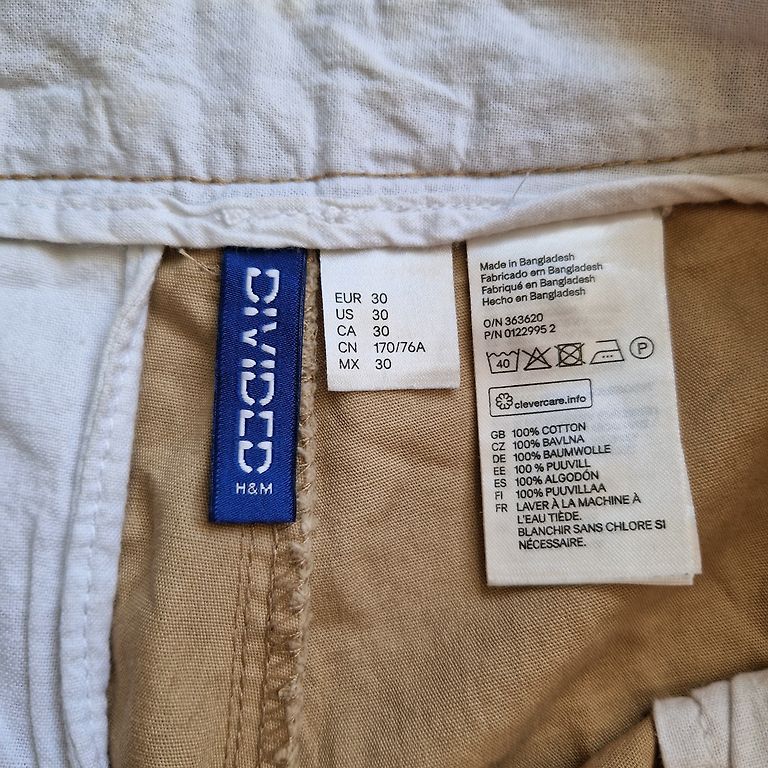 DIVIDED
H&M
EUR 30
US 30
CA 30
CN 170/76A
MX 30
Made in Bangladesh
Fabricado em Bangladesh
Fabriqué en Bangladesh
Hecho en Bangladesh
O/N 363620
P/N 0122995 2
40
P
clevercare.info
GB 100% COTTON
CZ 100% BAVLNA
DE 100% BAUMWOLLE
EE 100% PUUVILL
ES 100% ALGODÓN
FI 100% PUUVILLAA
FR LAVER À LA MACHINE À
L'EAU TIÈDE.
BLANCHIR SANS CHLORE SI
NÉCESSAIRE.